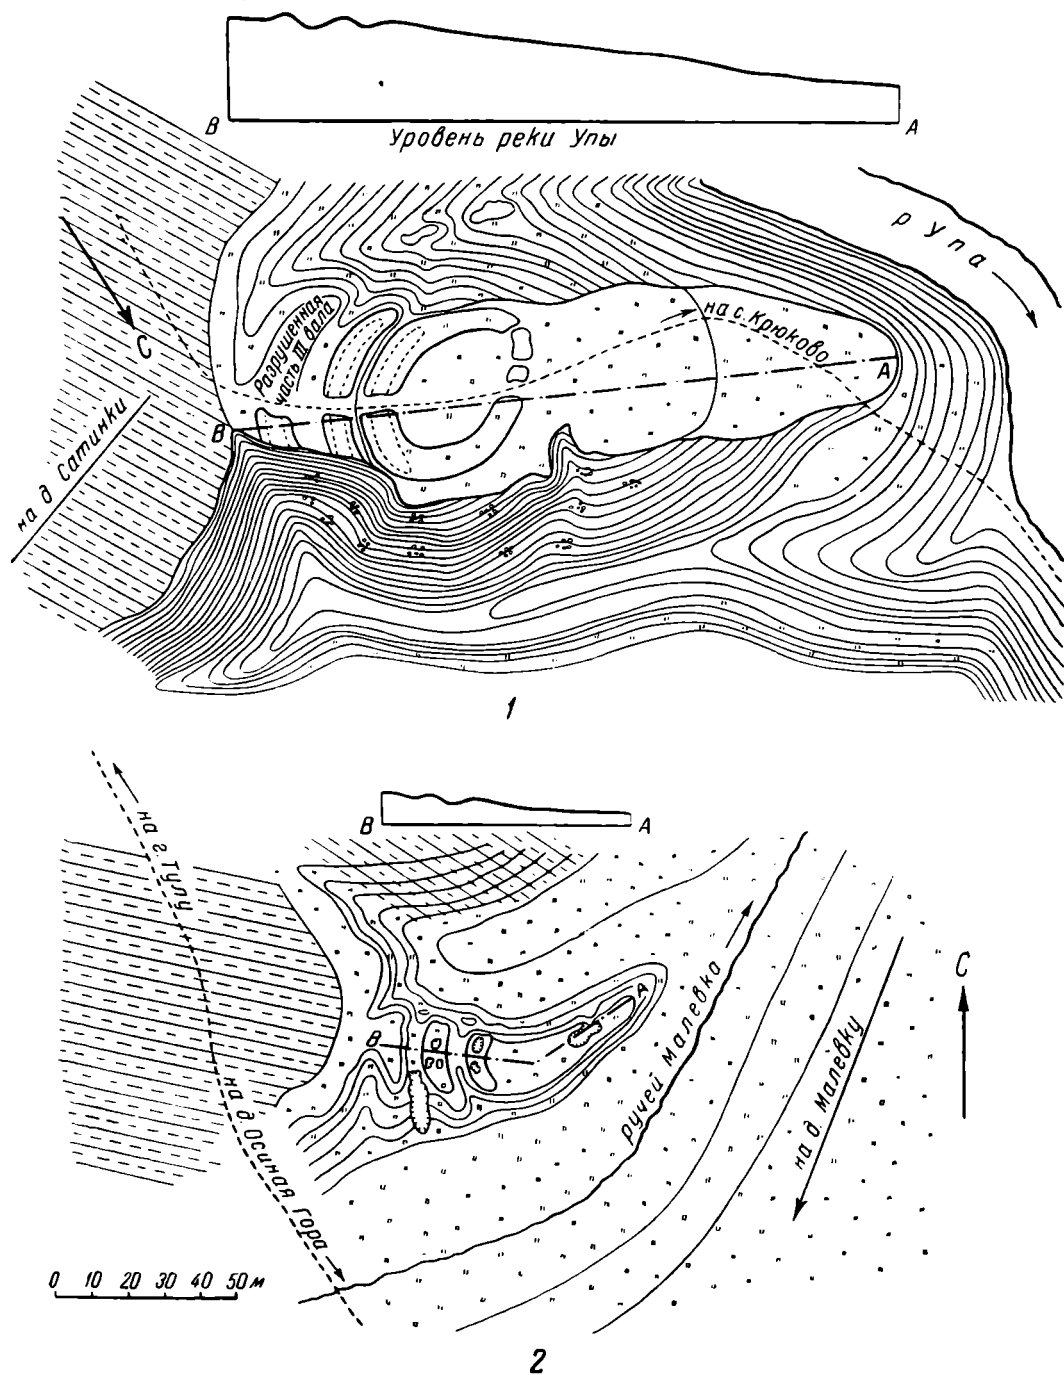 В
А
Уровень реки Упы
р Упа
С
Разрушенная
часть III вала
на с. Крюково
А
В
на д Сатинки
1
В
А
на г. Тулу
А
В
С
ручей Малевка
на д. Малевку
на д. Осиная Гора
0 10 20 30 40 50 м
2